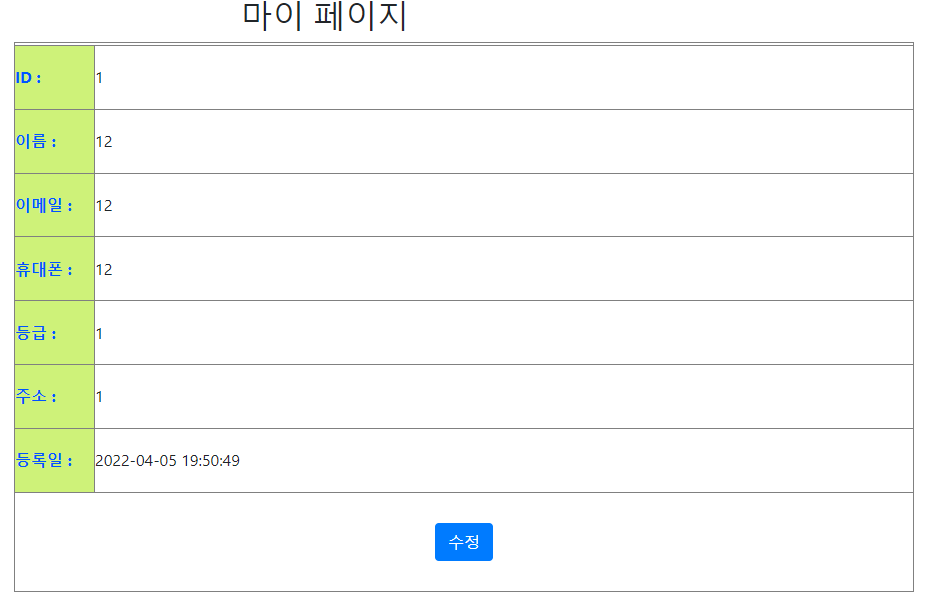 마이 페이지
ID : 1
이름 : 12
이메일 : 12
휴대폰 : 12
등급 : 1
주소 : 1
등록일 : 2022-04-05 19:50:49
수정